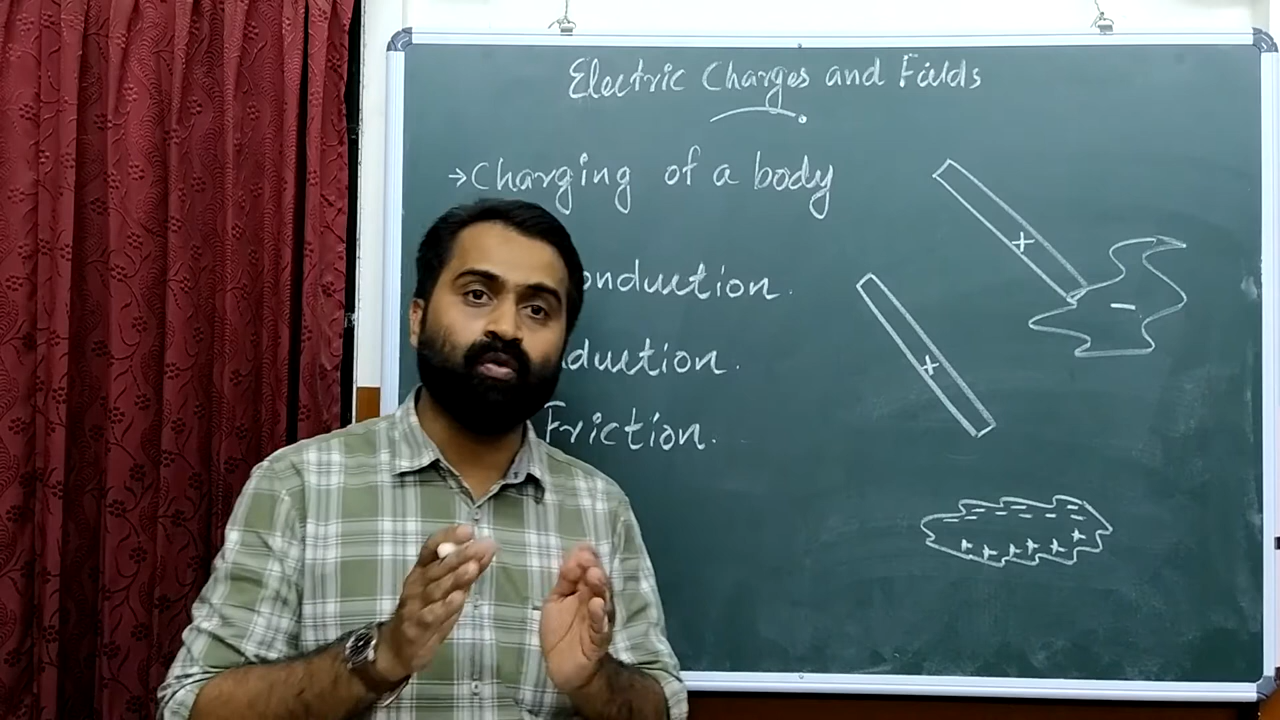 Electric Charges and Fields
→Charging of a body
onduction.
duction.
Friction.
+
-
+
- - - - - - - -
+ + + + + +